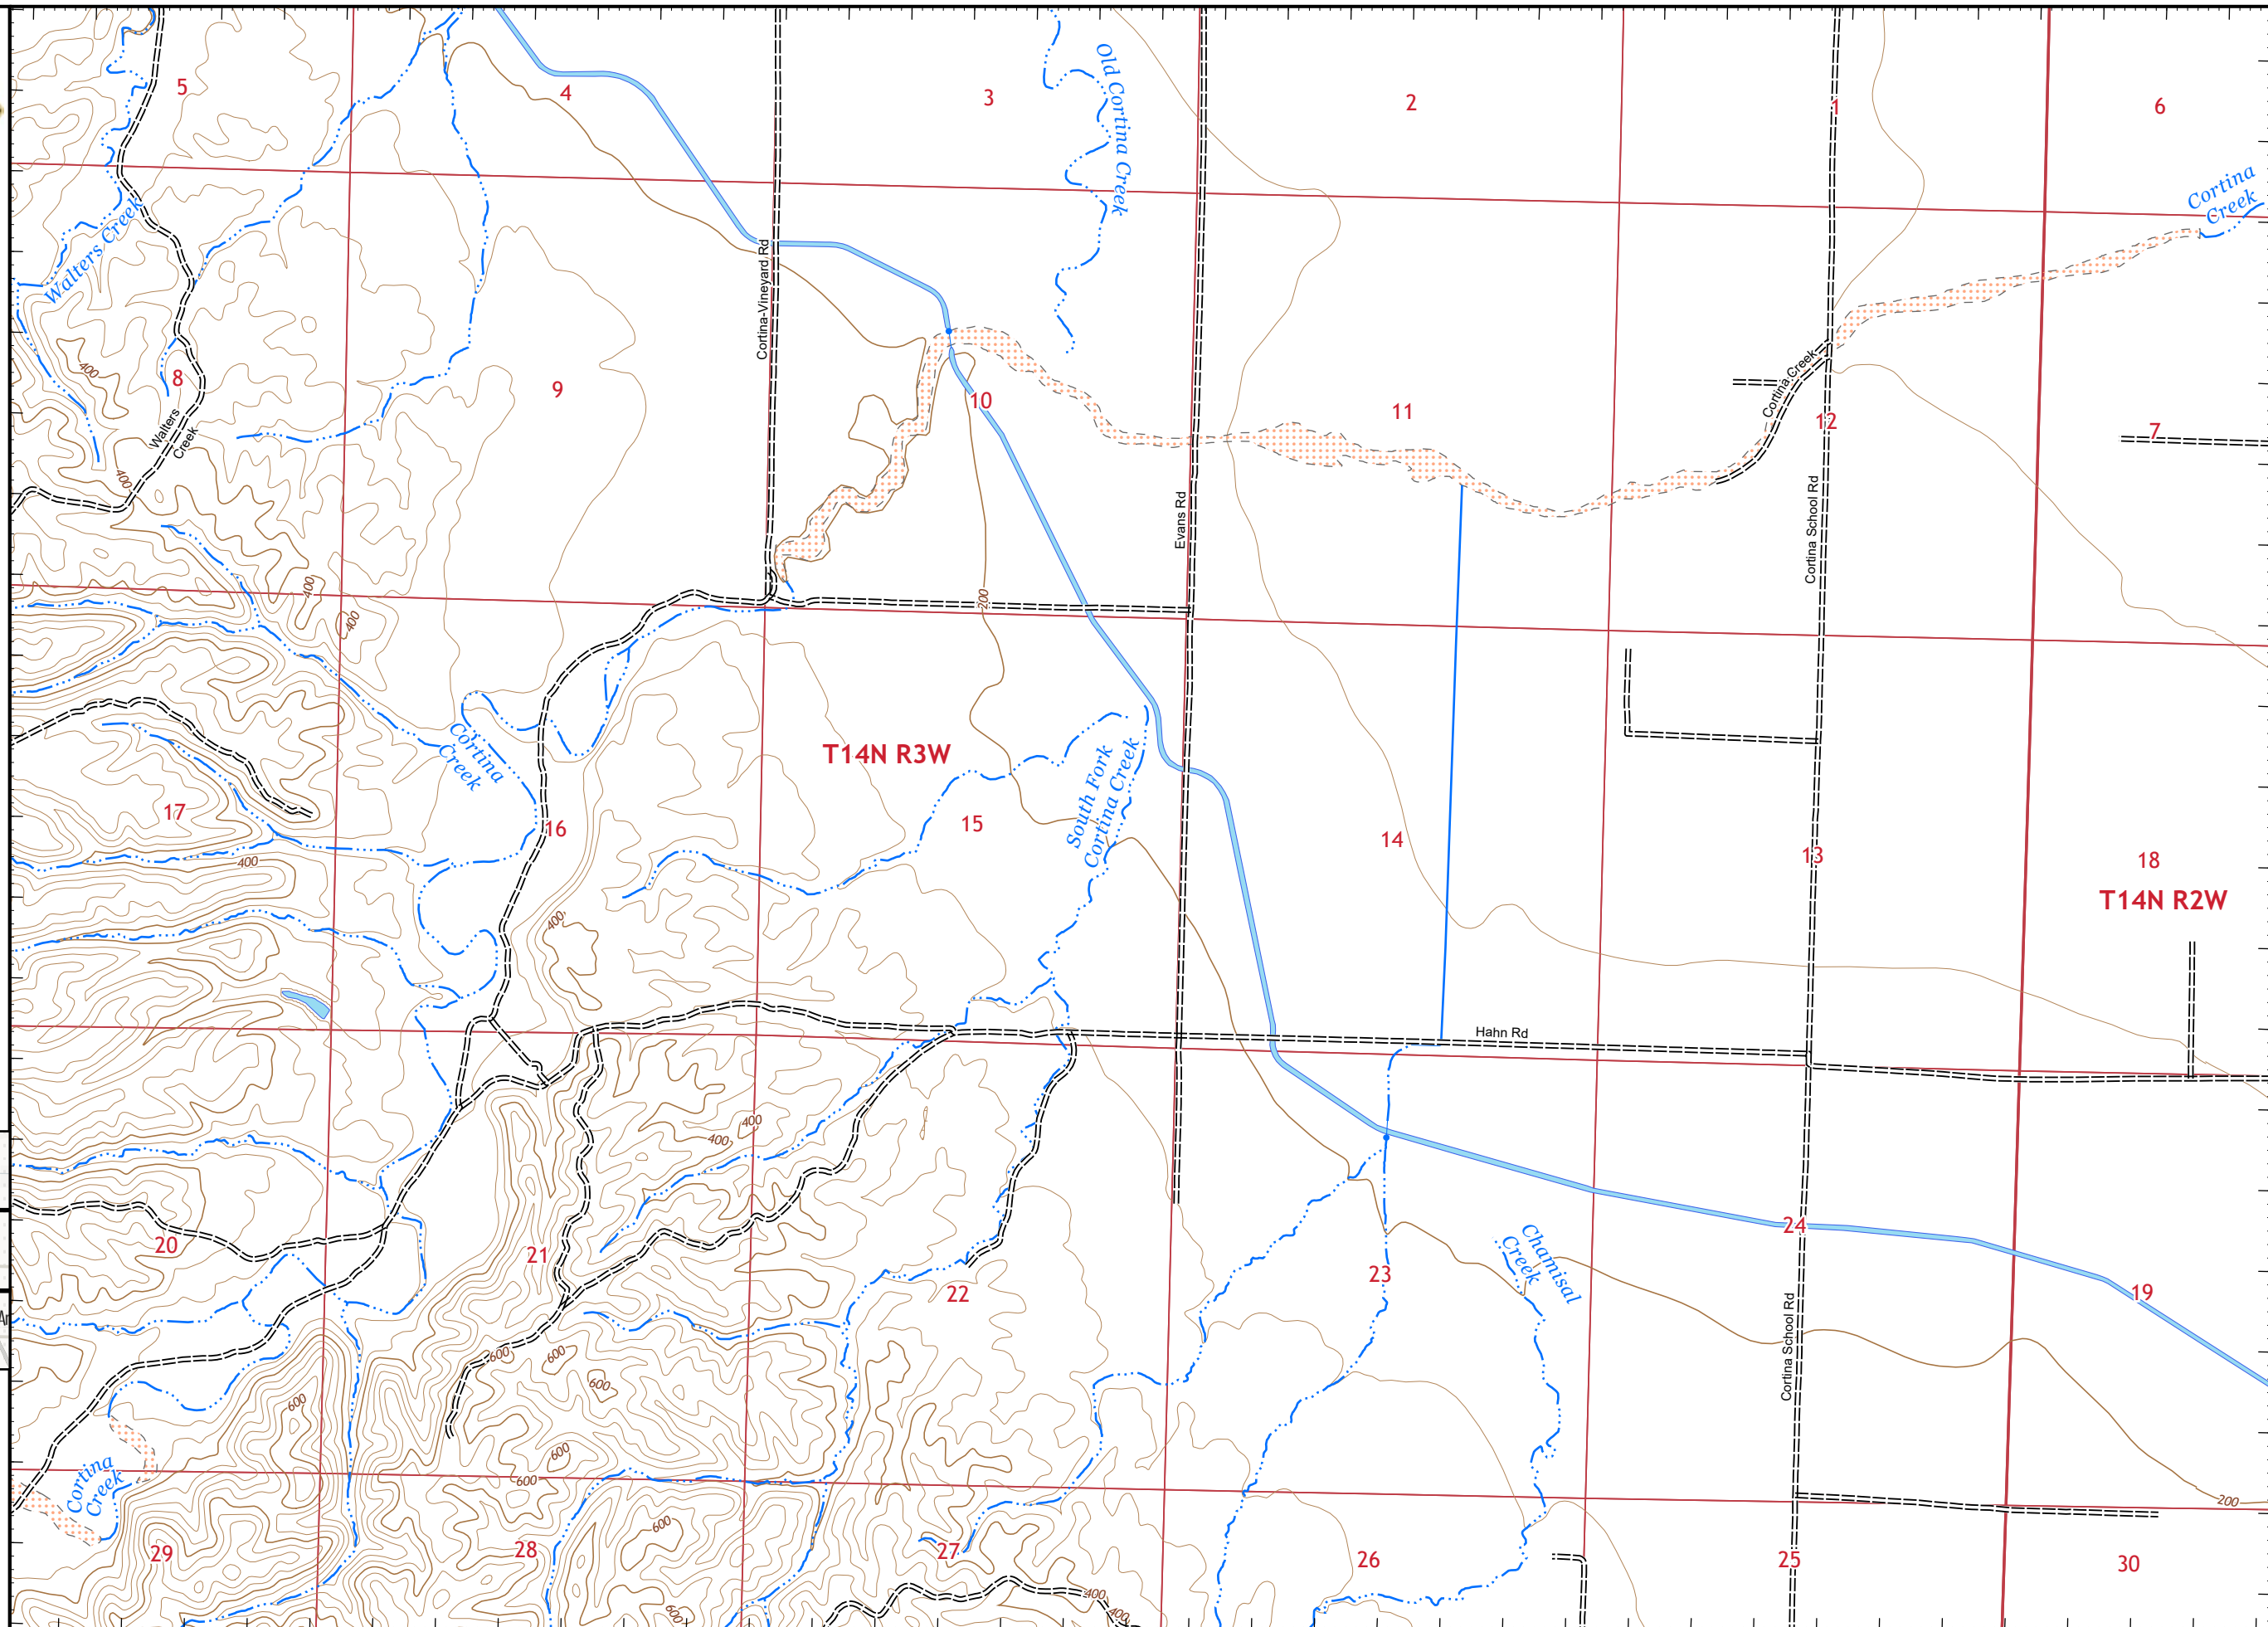 5
4
3
2
1
6
Old Cortina Creek
Cortina
Creek
Walters Creek
Cortina-Vineyard Rd
400
8
9
10
11
12
7
Cortina Creek
Walters
Creek
400
Evans Rd
Cortina School Rd
400
400
200
Cortina
Creek
T14N R3W
South Fork
Cortina Creek
17
16
15
14
13
18
400
T14N R2W
400
Hahn Rd
400
400
20
21
22
23
24
19
Chamisal
Creek
Cortina School Rd
600
600
600
600
600
600
200
Cortina
Creek
29
28
600
27
26
25
30
600
400
400